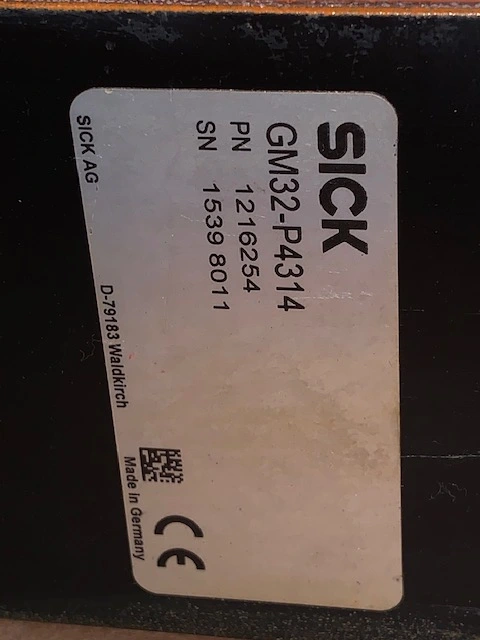 SICK
GM32-P4314
PN 1216254
SN 1539 8011
SICK AG
D-79183 Waldkirch
Made in Germany
CE